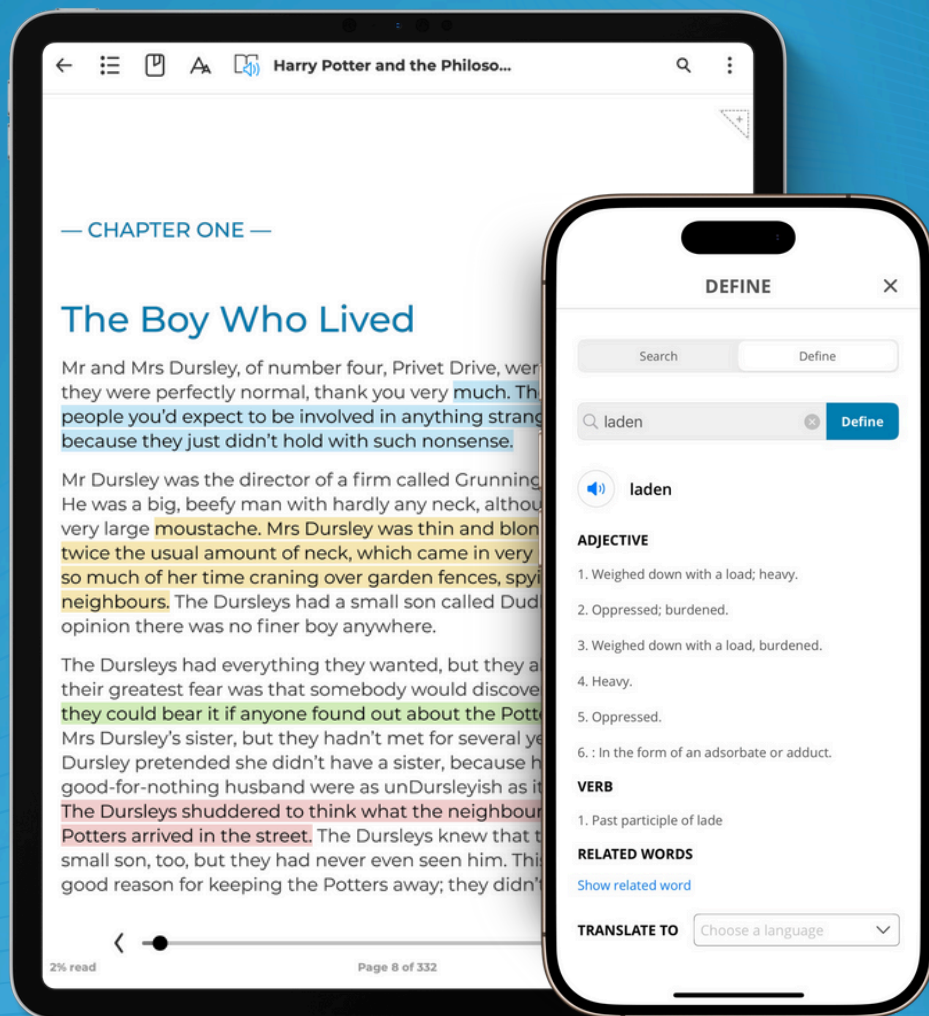 Harry Potter and the Philoso...
— CHAPTER ONE —
The Boy Who Lived
Mr and Mrs Dursley, of number four, Privet Drive, wer
they were perfectly normal, thank you very much. Th
people you'd expect to be involved in anything strang
because they just didn't hold with such nonsense.
Mr Dursley was the director of a firm called Grunning
He was a big, beefy man with hardly any neck, althou
very large moustache. Mrs Dursley was thin and blon
twice the usual amount of neck, which came in very
so much of her time craning over garden fences, spyi
neighbours. The Dursleys had a small son called Dudl
opinion there was no finer boy anywhere.
The Dursleys had everything they wanted, but they a
their greatest fear was that somebody would discove
they could bear it if anyone found out about the Potte
Mrs Dursley's sister, but they hadn't met for several ye
Dursley pretended she didn't have a sister, because h
good-for-nothing husband were as unDursleyish as it
The Dursleys shuddered to think what the neighbour
Potters arrived in the street. The Dursleys knew that t
small son, too, but they had never even seen him. This
good reason for keeping the Potters away; they didn't
2% read
Page 8 of 332
DEFINE
Search
Define
laden
Define
laden
ADJECTIVE
1. Weighed down with a load; heavy.
2. Oppressed; burdened.
3. Weighed down with a load, burdened.
4. Heavy.
5. Oppressed.
6. : In the form of an adsorbate or adduct.
VERB
1. Past participle of lade
RELATED WORDS
Show related word
TRANSLATE TO
Choose a language